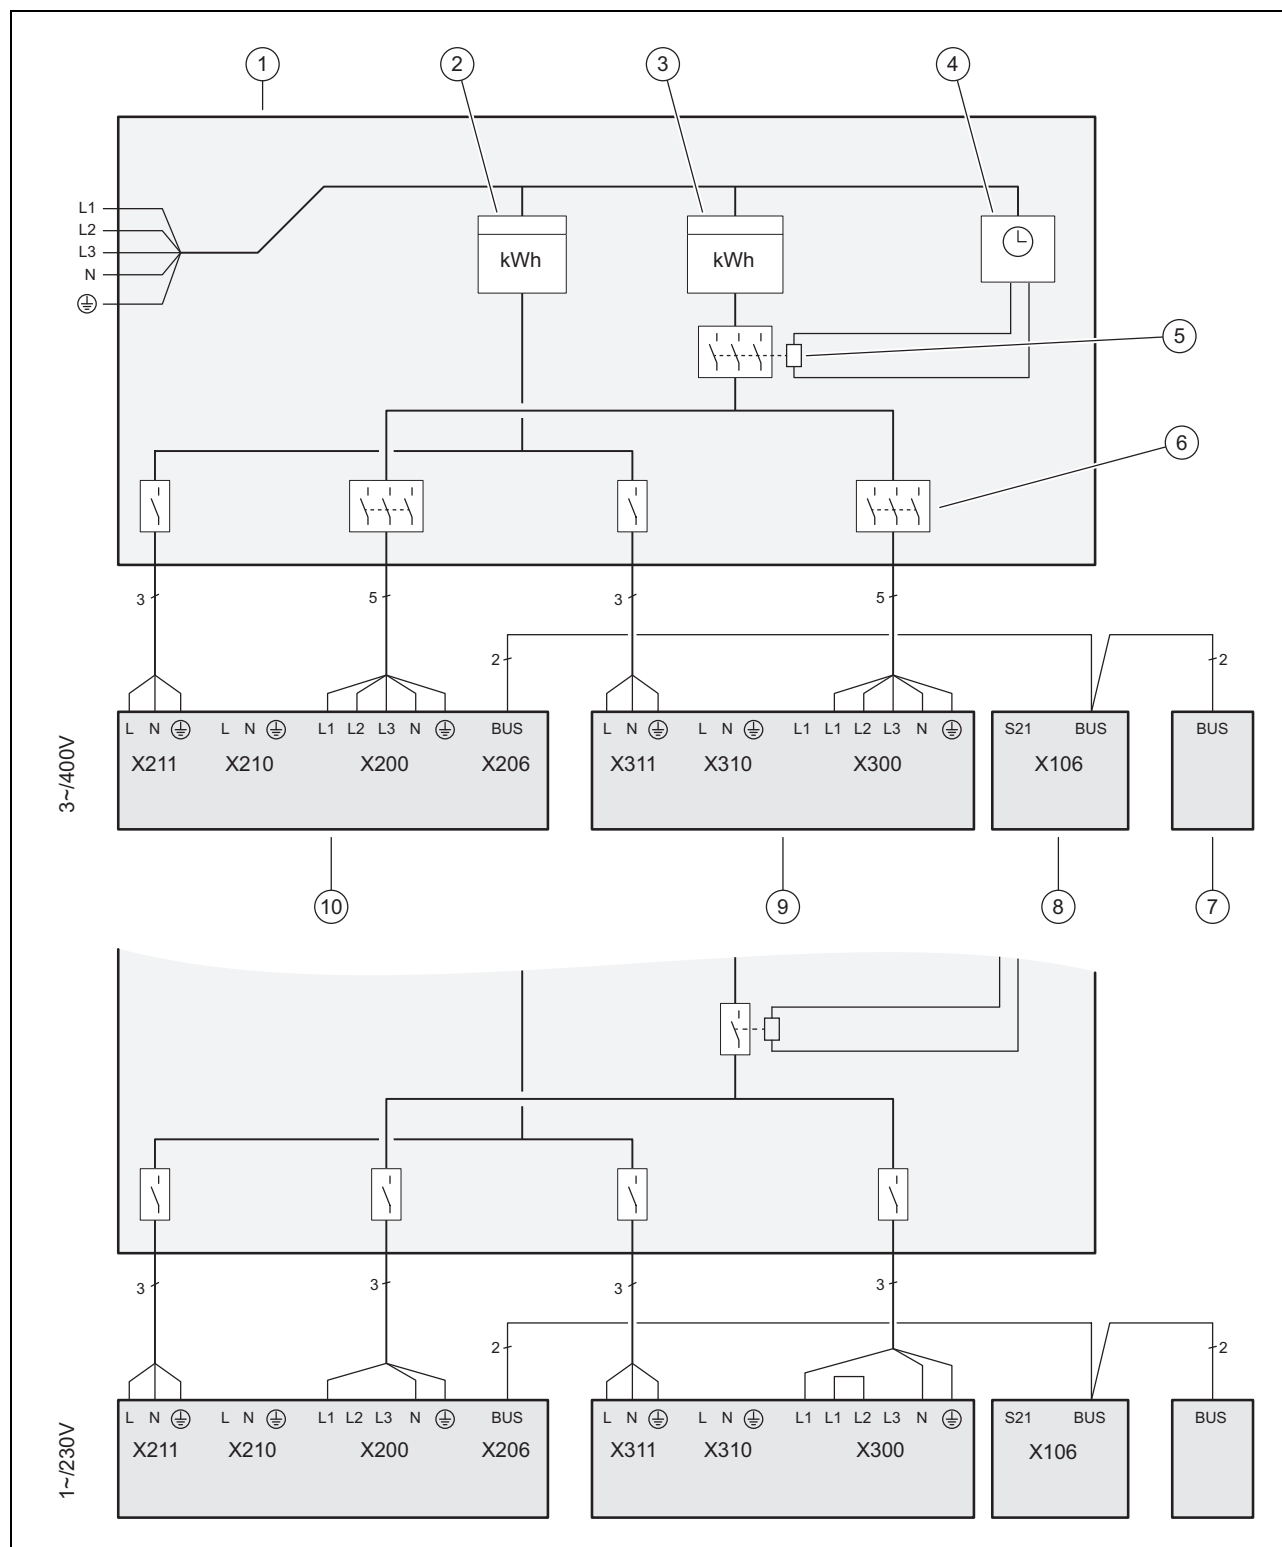 1 2 3 4
L1
L2
L3
N
kWh kWh
5
6
3 5 3 5
2 2
L N L N L1 L2 L3 N BUS L N L N L1 L1 L2 L3 N S21 BUS BUS
X211 X210 X200 X206 X311 X310 X300 X106
3~/400V
10 9 8 7
3 3 3 3
2 2
L N L N L1 L2 L3 N BUS L N L N L1 L1 L2 L3 N S21 BUS BUS
X211 X210 X200 X206 X311 X310 X300 X106
1~/230V